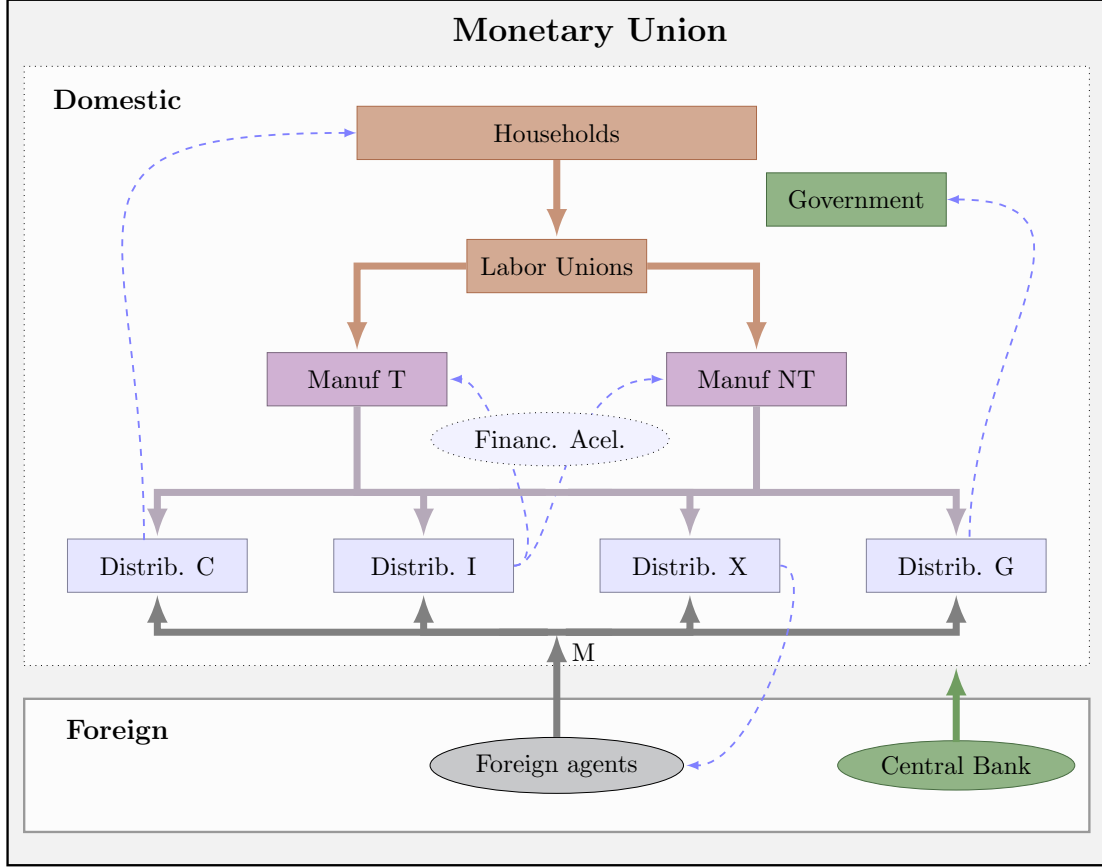 Monetary Union
Domestic
Households
Government
Labor Unions
Manuf T
Manuf NT
Financ. Acel.
Distrib. C
Distrib. I
Distrib. X
Distrib. G
M
Foreign
Foreign agents
Central Bank